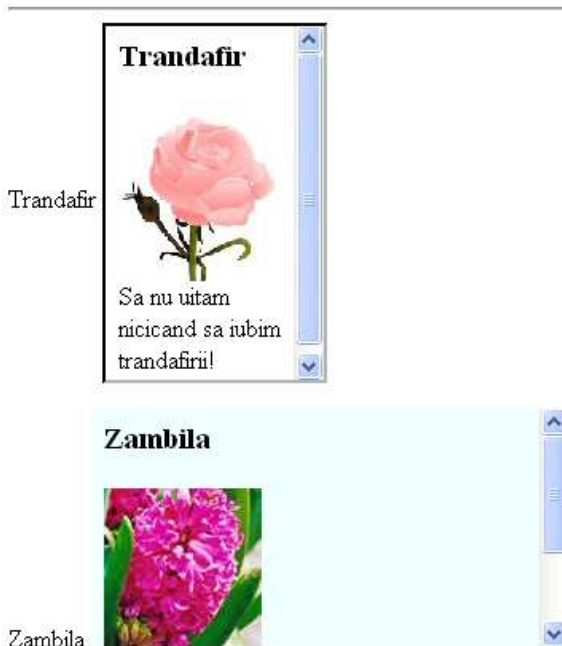 Trandafir
Trandafir
Sa nu uitam
nicicand sa iubim
trandafirii!
Zambila
Zambila